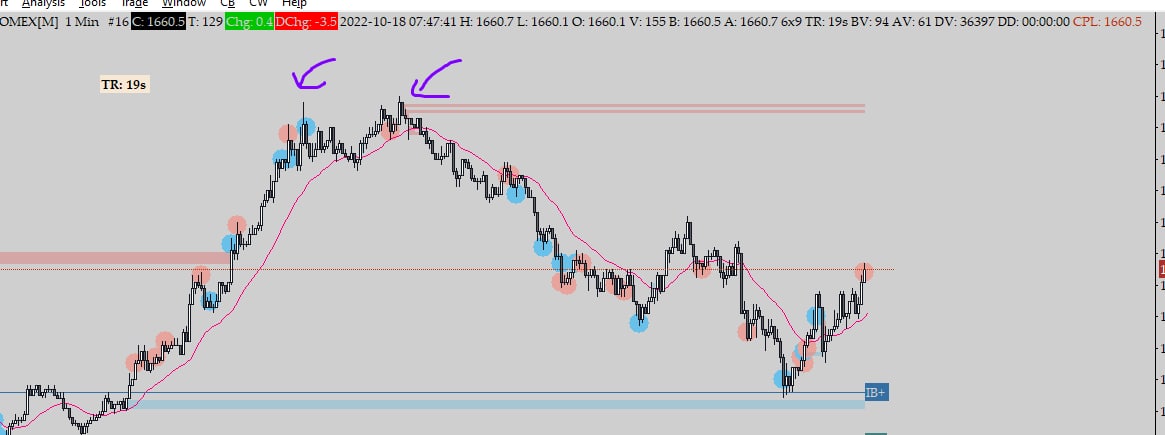 Analysis Tools Trade Window CB CW Help
OMEX[M] 1 Min #16 C: 1660.5 T: 129 Chg: 0.4 DChg: -3.5 2022-10-18 07:47:41 H: 1660.7 L: 1660.1 O: 1660.1 V: 155 B: 1660.5 A: 1660.7 6x9 TR: 19s BV: 94 AV: 61 DV: 36397 DD: 00:00:00 CPL: 1660.5
TR: 19s
IB+